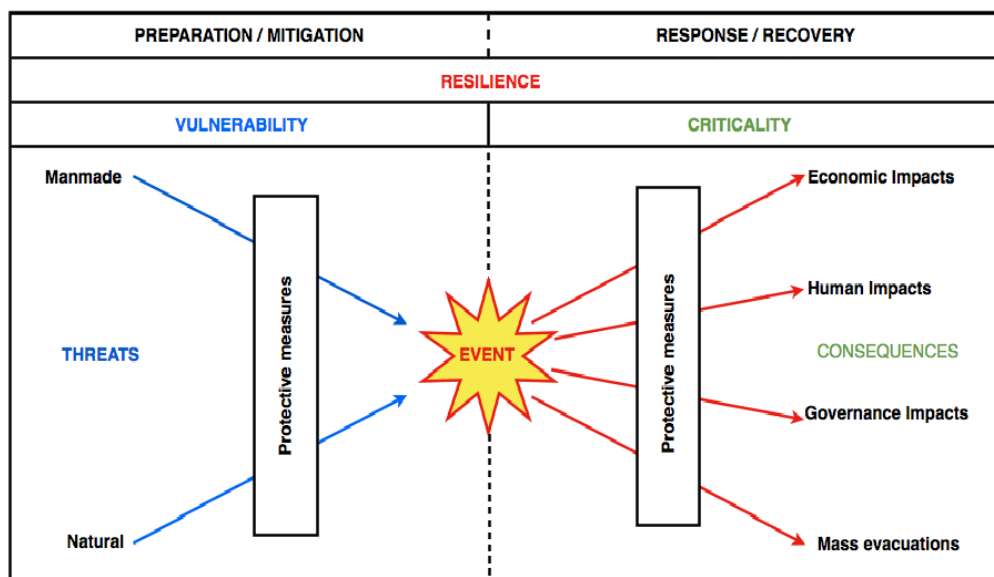 PREPARATION / MITIGATION
RESPONSE / RECOVERY
RESILIENCE
VULNERABILITY
CRITICALITY
Manmade
Economic Impacts
Protective measures
Protective measures
Human Impacts
THREATS
EVENT
CONSEQUENCES
Governance Impacts
Natural
Mass evacuations